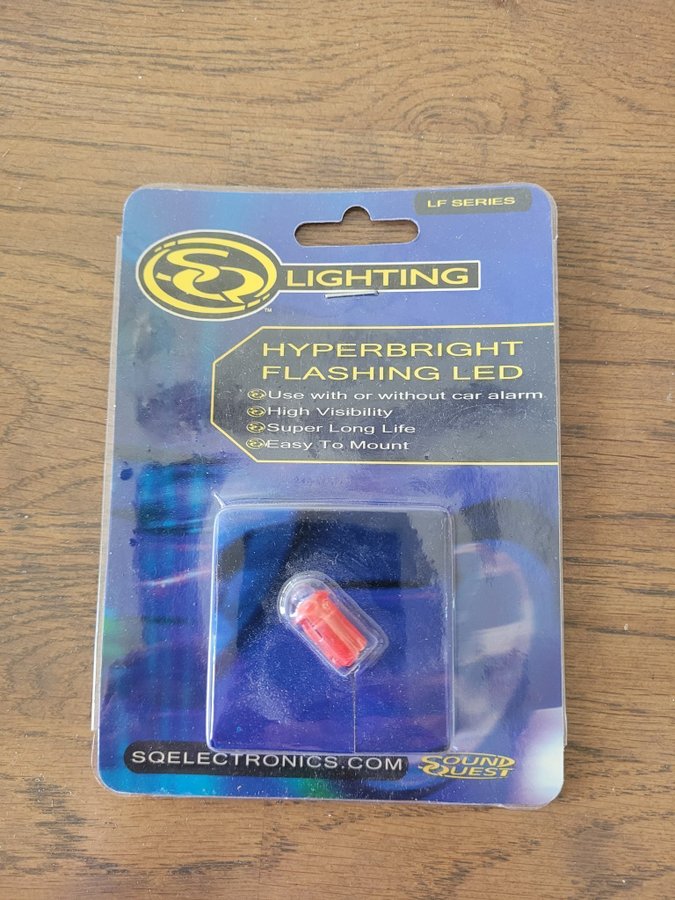 LF SERIES
SQ LIGHTING
™
HYPERBRIGHT
FLASHING LED
Use with or without car alarm
High Visibility
Super Long Life
Easy To Mount
SQELECTRONICS.COM
SOUND
QUEST